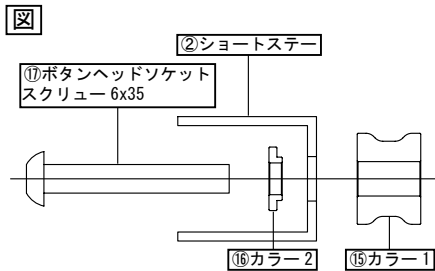 図
②ショートステー
⑰ボタンヘッドソケット
スクリュー 6x35
⑯カラー 2
⑮カラー 1